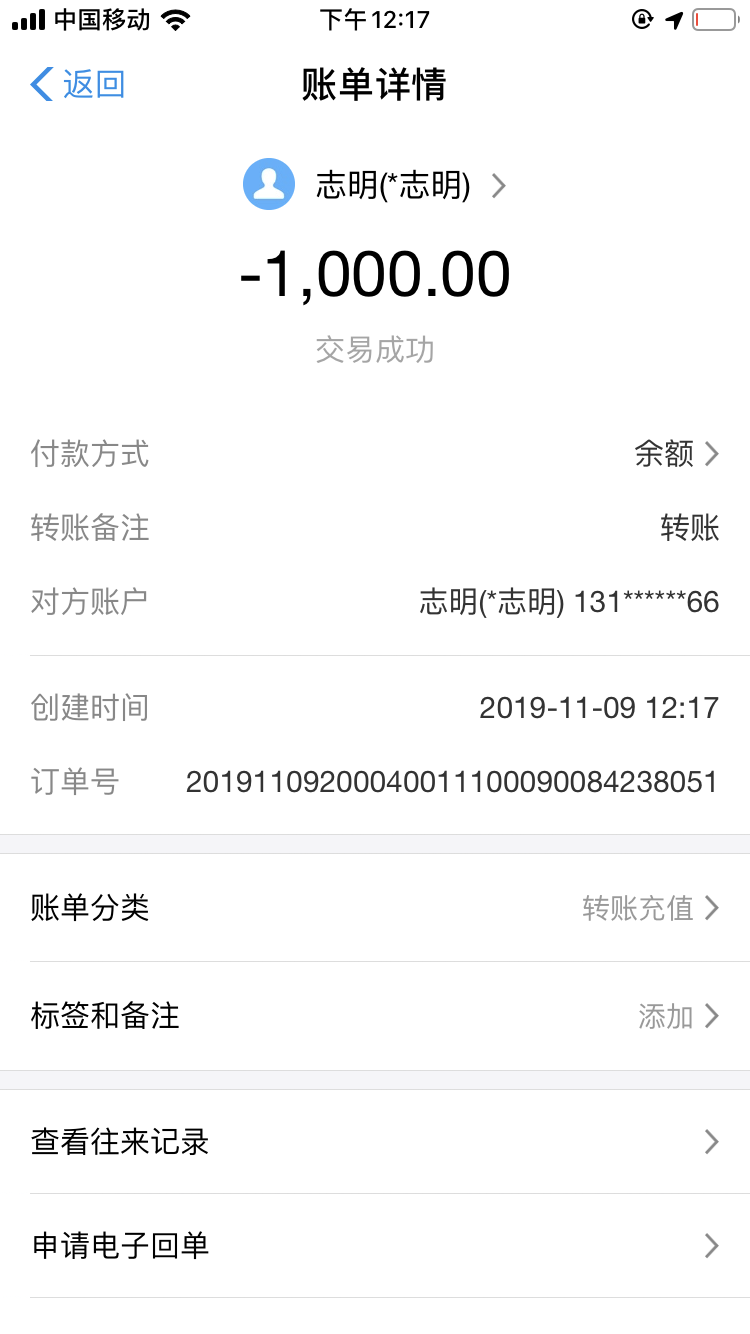 中国移动 下午12:17
返回 账单详情
志明(*志明)
-1,000.00
交易成功
付款方式 余额
转账备注 转账
对方账户 志明(*志明) 131******66
创建时间 2019-11-09 12:17
订单号 20191109200040011100090084238051
账单分类 转账充值
标签和备注 添加
查看往来记录
申请电子回单